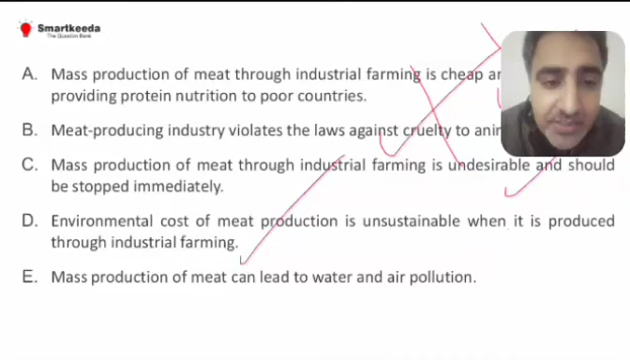 Smartkeeda
The Question Bank
A. Mass production of meat through industrial farming is cheap
providing protein nutrition to poor countries.
B. Meat-producing industry violates the laws against cruelty to
C. Mass production of meat through industrial farming is undesirable and should
be stopped immediately.
D. Environmental cost of meat production is unsustainable when it is produced
through industrial farming.
E. Mass production of meat can lead to water and air pollution.